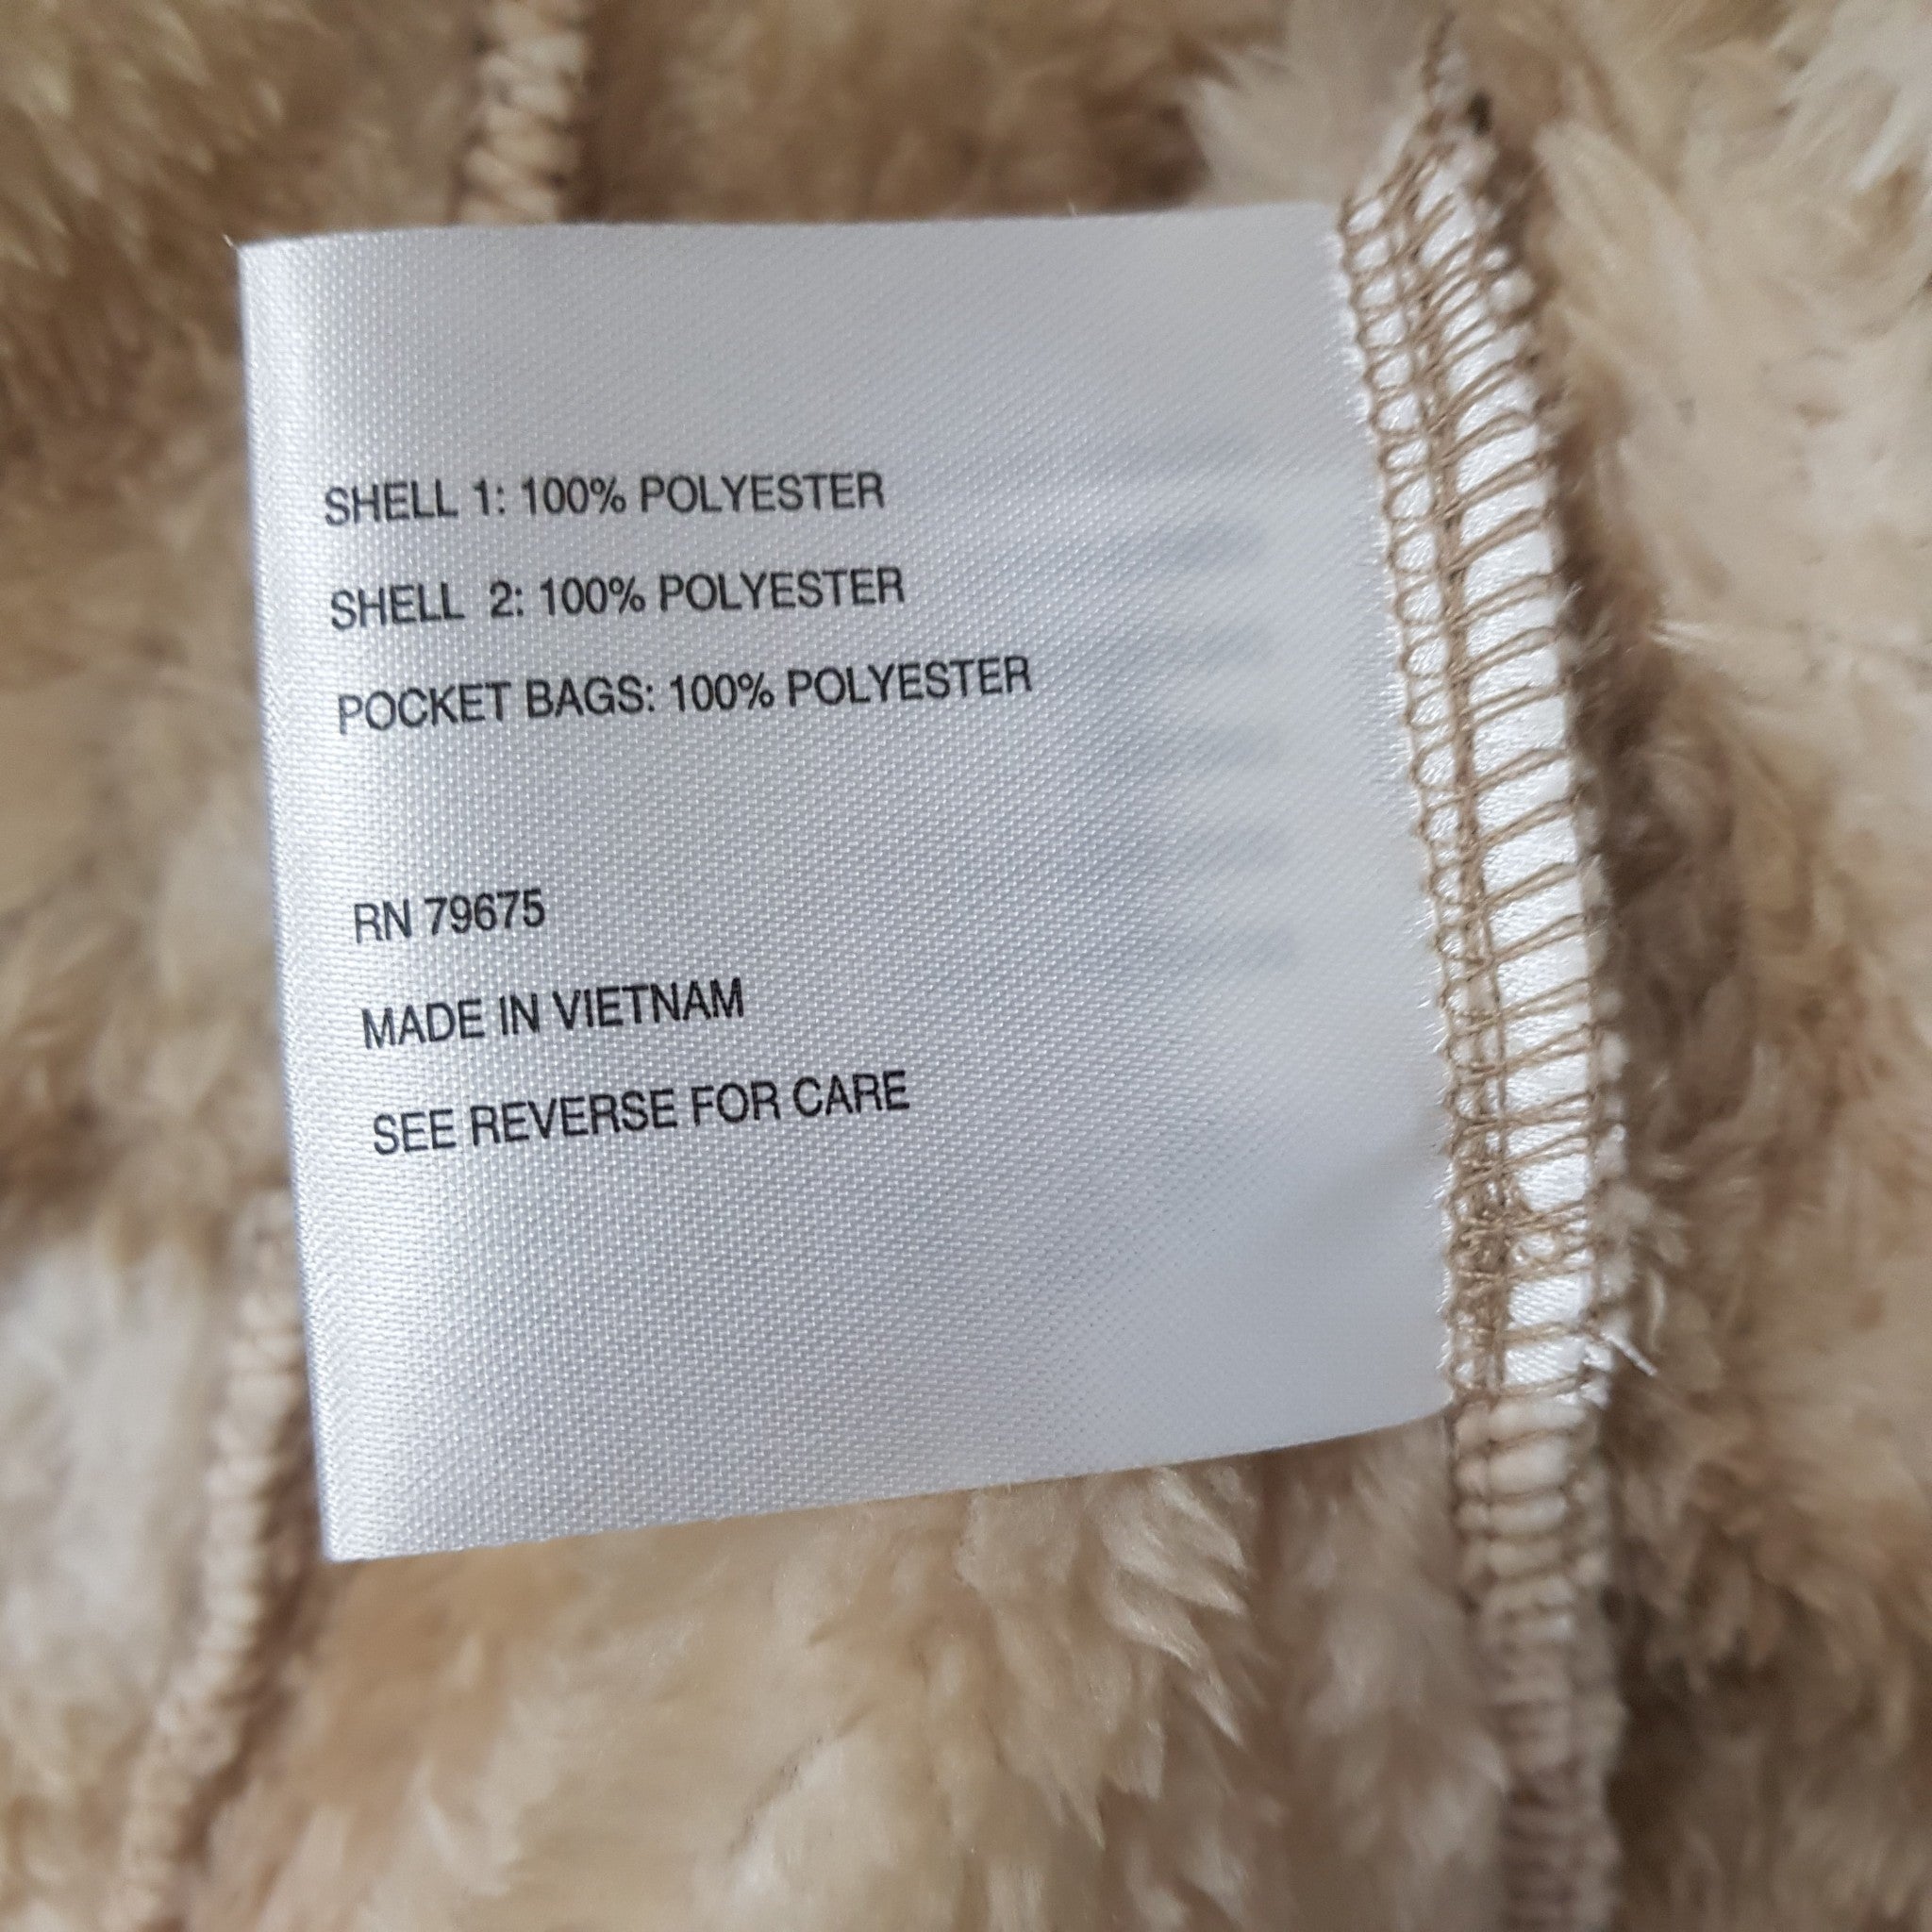 SHELL 1: 100% POLYESTER
SHELL 2: 100% POLYESTER
POCKET BAGS: 100% POLYESTER
RN 79675
MADE IN VIETNAM
SEE REVERSE FOR CARE